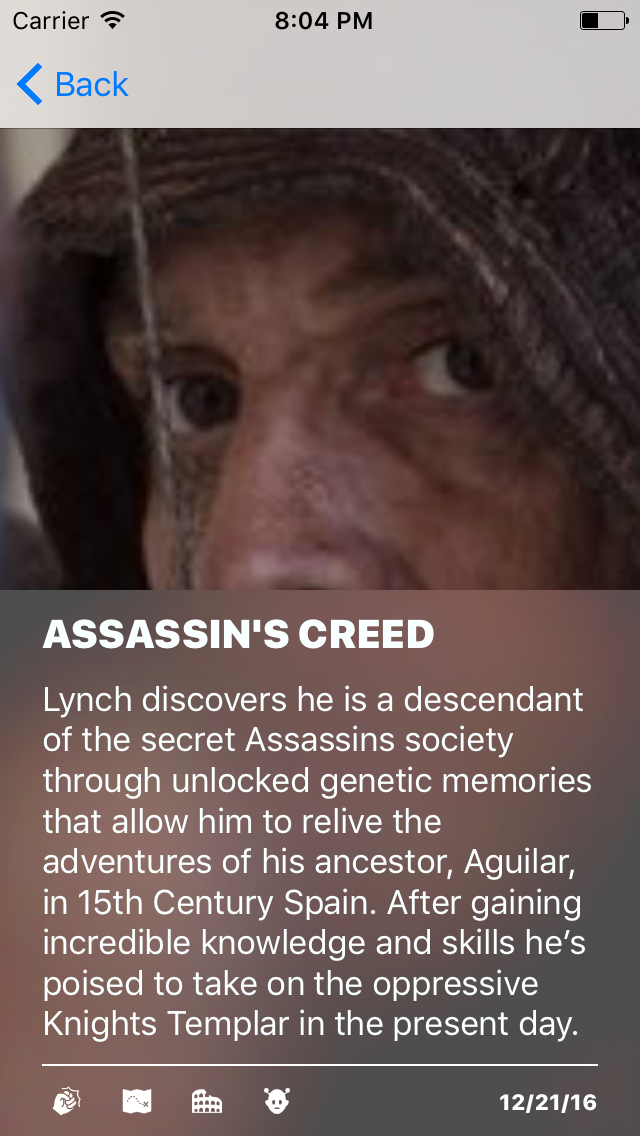 Carrier 8:04 PM
Back
ASSASSIN'S CREED
Lynch discovers he is a descendant
of the secret Assassins society
through unlocked genetic memories
that allow him to relive the
adventures of his ancestor, Aguilar,
in 15th Century Spain. After gaining
incredible knowledge and skills he’s
poised to take on the oppressive
Knights Templar in the present day.
12/21/16